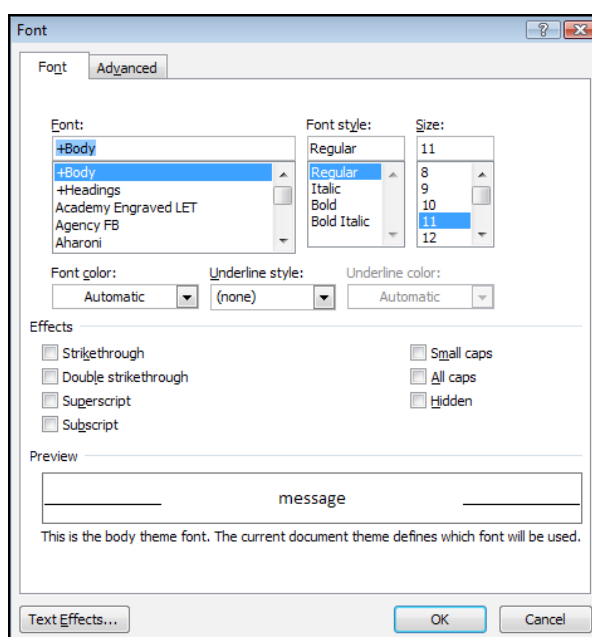 Font
Font Advanced
Font: Font style: Size:
+Body Regular 11
+Body Regular 8
+Headings Italic 9
Academy Engraved LET Bold 10
Agency FB Bold Italic 11
Aharoni 12
Font color: Underline style: Underline color:
Automatic (none) Automatic
Effects
Strikethrough Small caps
Double strikethrough All caps
Superscript Hidden
Subscript
Preview
message
This is the body theme font. The current document theme defines which font will be used.
Text Effects... OK Cancel